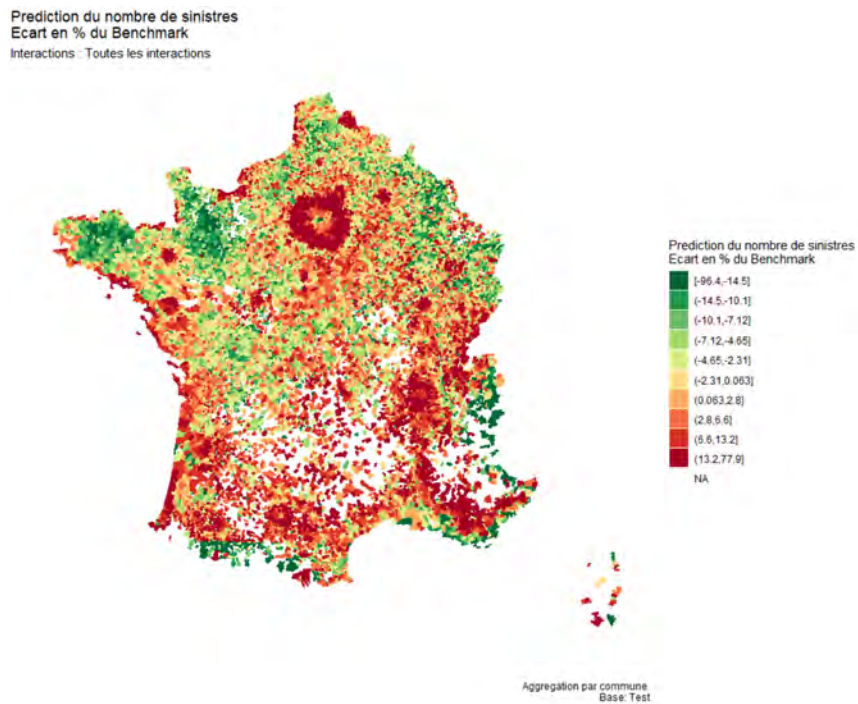 Prediction du nombre de sinistres
Ecart en % du Benchmark
Interactions : Toutes les interactions
Prediction du nombre de sinistres
Ecart en % du Benchmark
[-96.4,-14.5]
(-14.5,-10.1]
(-10.1,-7.12]
(-7.12,-4.65]
(-4.65,-2.31]
(-2.31,0.063]
(0.063,2.8]
(2.8,6.6]
(6.6,13.2]
(13.2,77.9]
NA
Aggregation par commune
Base: Test